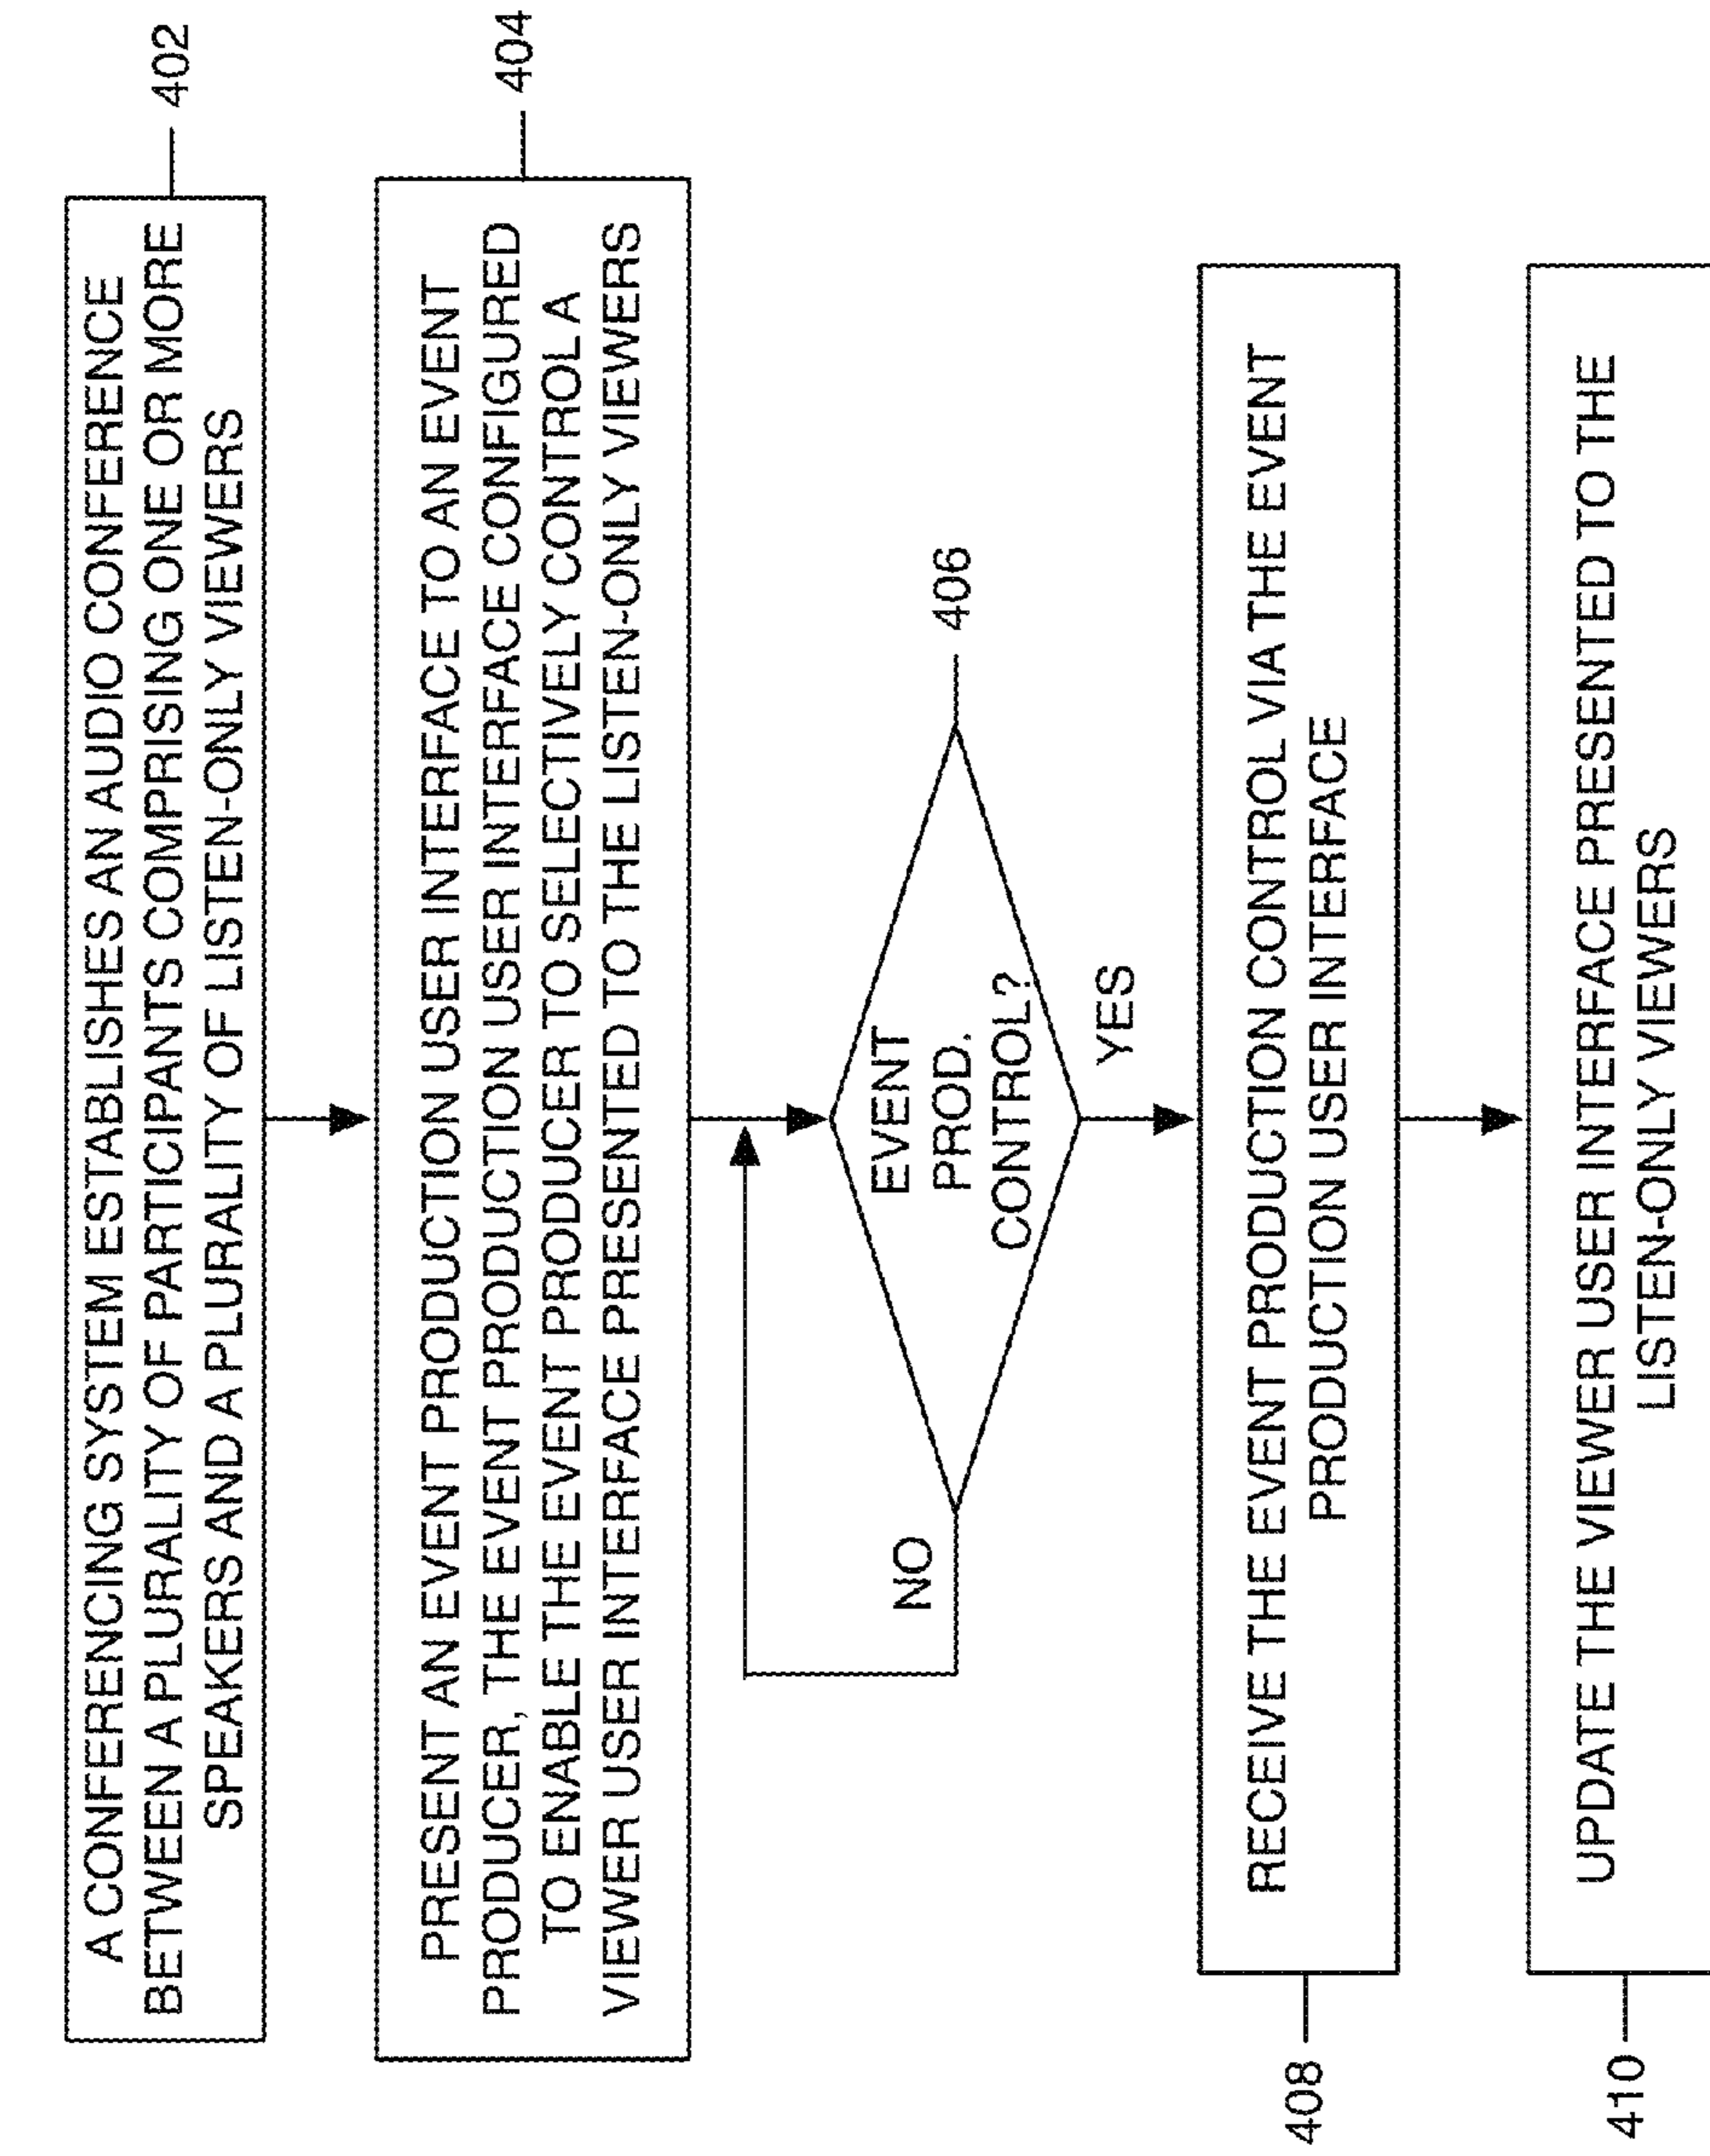 A CONFERENCING SYSTEM ESTABLISHES AN AUDIO CONFERENCE
BETWEEN A PLURALITY OF PARTICIPANTS COMPRISING ONE OR MORE
SPEAKERS AND A PLURALITY OF LISTEN-ONLY VIEWERS
402
PRESENT AN EVENT PRODUCTION USER INTERFACE TO AN EVENT
PRODUCER, THE EVENT PRODUCTION USER INTERFACE CONFIGURED
TO ENABLE THE EVENT PRODUCER TO SELECTIVELY CONTROL A
VIEWER USER INTERFACE PRESENTED TO THE LISTEN-ONLY VIEWERS
404
NO
EVENT
PROD.
CONTROL?
406
YES
408
RECEIVE THE EVENT PRODUCTION CONTROL VIA THE EVENT
PRODUCTION USER INTERFACE
410
UPDATE THE VIEWER USER INTERFACE PRESENTED TO THE
LISTEN-ONLY VIEWERS